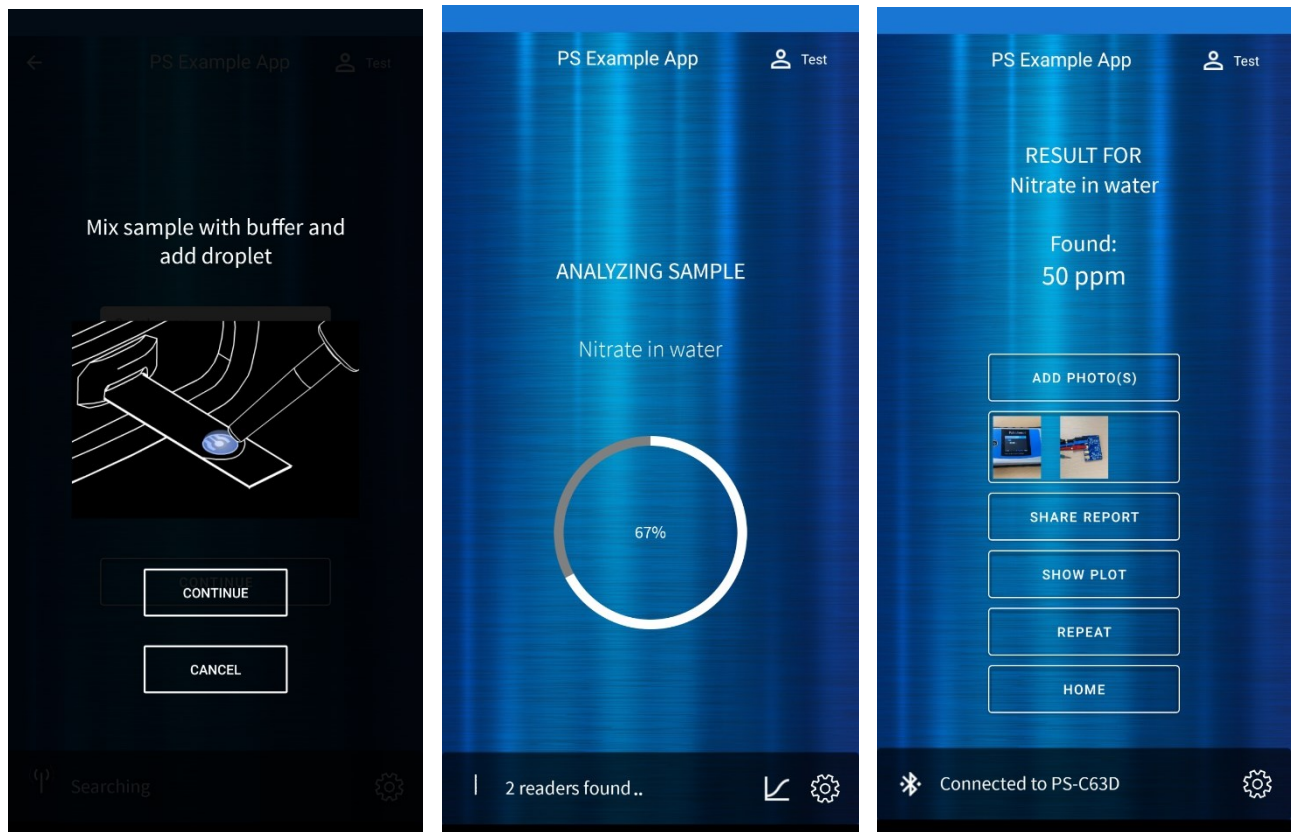 PS Example App
Test
Mix sample with buffer and
add droplet
CONTINUE
CONTINUE
CANCEL
Searching
PS Example App
Test
ANALYZING SAMPLE
Nitrate in water
67%
2 readers found..
PS Example App
Test
RESULT FOR
Nitrate in water
Found:
50 ppm
ADD PHOTO(S)
SHARE REPORT
SHOW PLOT
REPEAT
HOME
Connected to PS-C63D